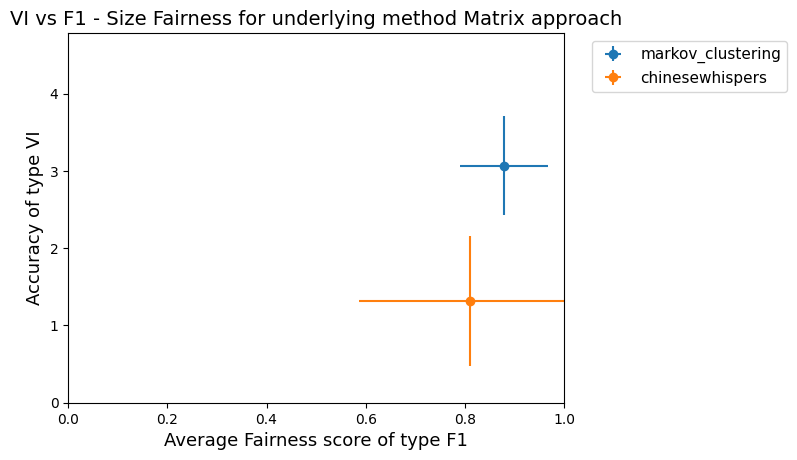 VI vs F1 - Size Fairness for underlying method Matrix approach
markov_clustering
chinesewhispers
Accuracy of type VI
4
3
2
1
0
0.0 0.2 0.4 0.6 0.8 1.0
Average Fairness score of type F1